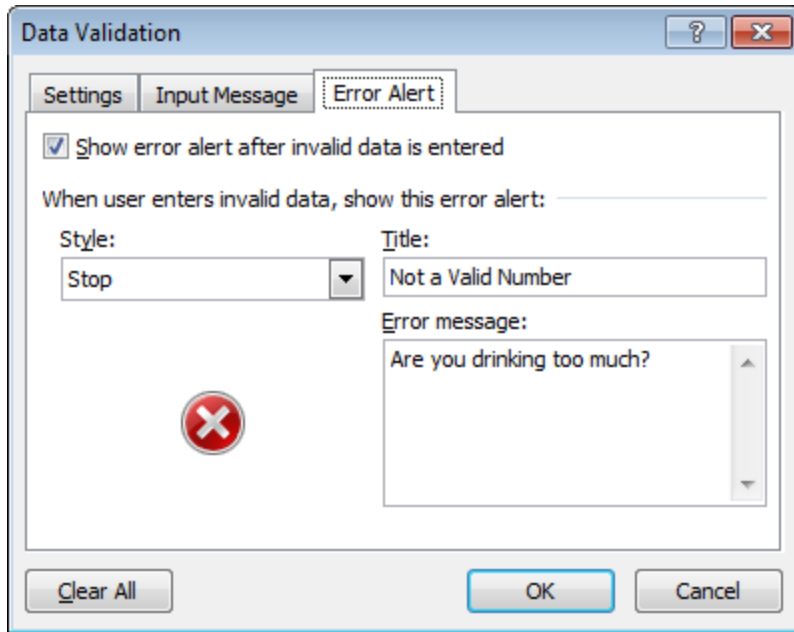 Data Validation
Settings Input Message Error Alert
Show error alert after invalid data is entered
When user enters invalid data, show this error alert:
Style: Title:
Stop Not a Valid Number
Error message:
Are you drinking too much?
Clear All OK Cancel